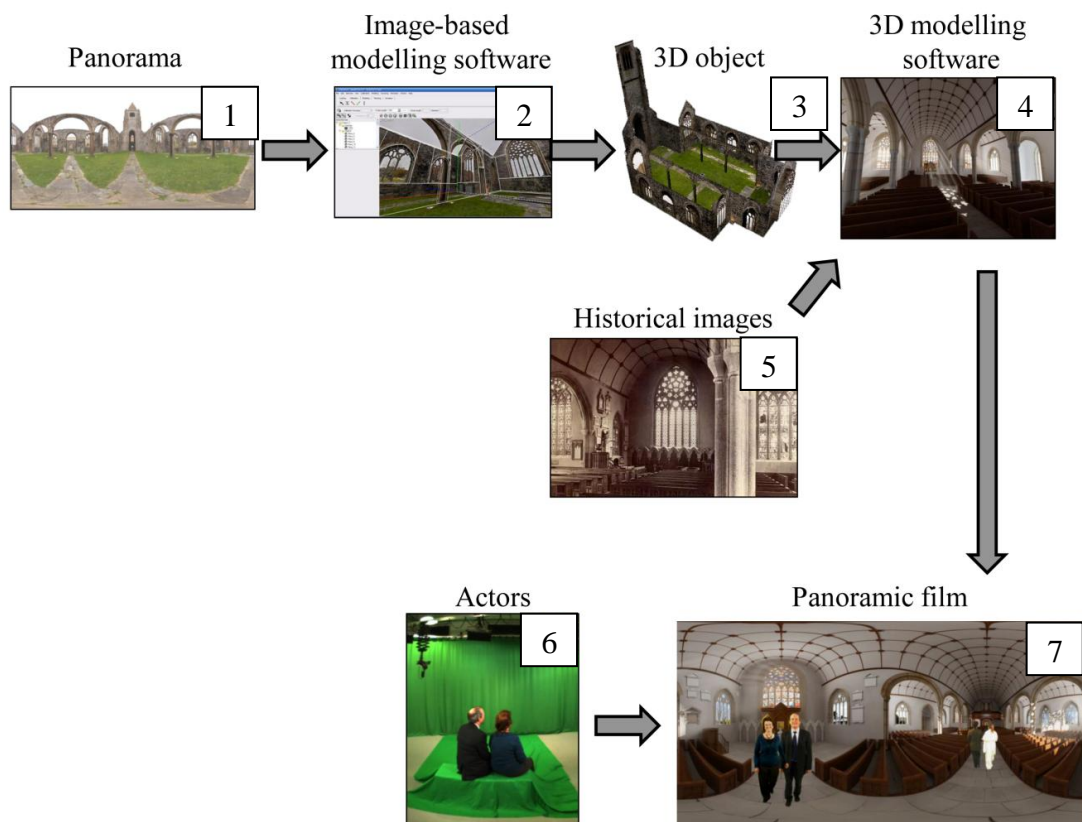 Panorama
Image-based
modelling software
3D object
3D modelling
software
1
2
3
4
Historical images
5
Actors
Panoramic film
6
7